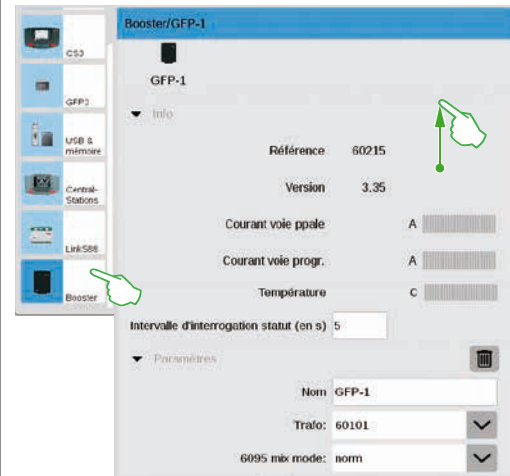 CS3
GFP3
USB &
mémoire
Central-
Stations
LinkS88
Booster
Booster/GFP-1
GFP-1
Info
Référence 60215
Version 3.35
Courant voie ppale A
Courant voie progr. A
Température C
Intervalle d'interrogation statut (en s) 5
Paramètres
Nom GFP-1
Trafo: 60101
6095 mix mode: norm